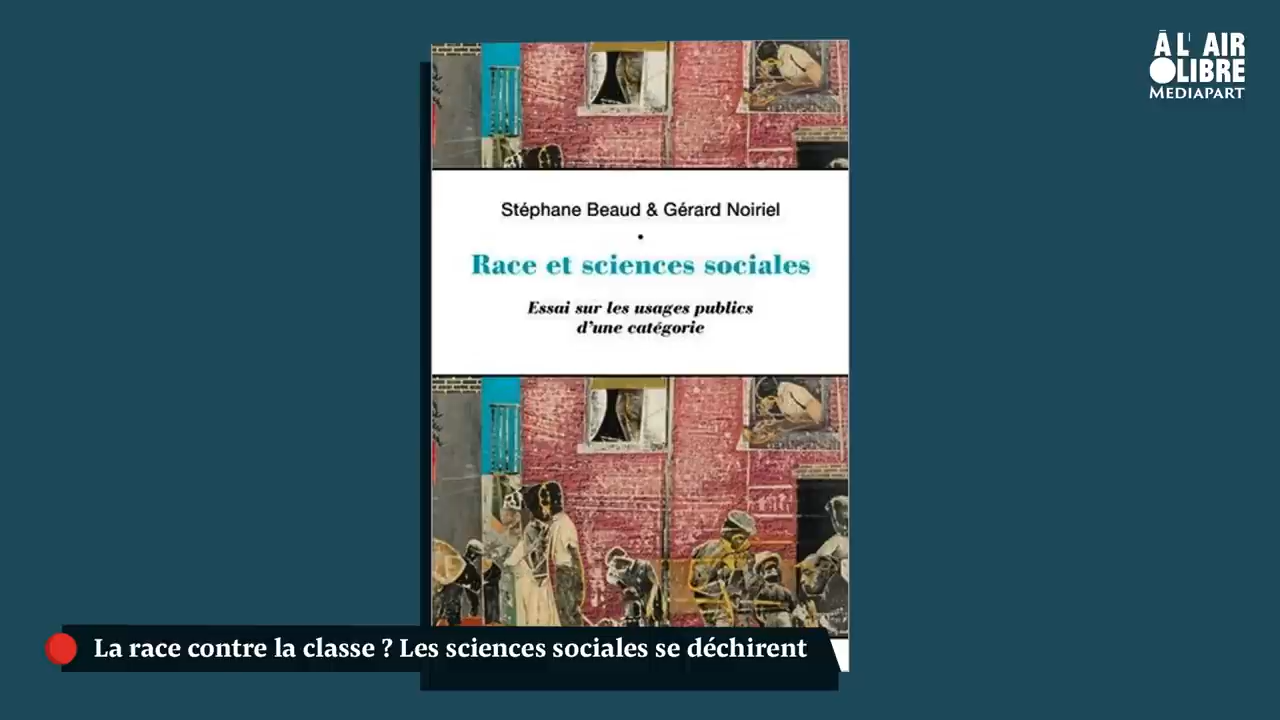 À L' AIR
LIBRE
MEDIAPART
Stéphane Beaud & Gérard Noiriel
•
Race et sciences sociales
Essai sur les usages publics
d'une catégorie
La race contre la classe ? Les sciences sociales se déchirent